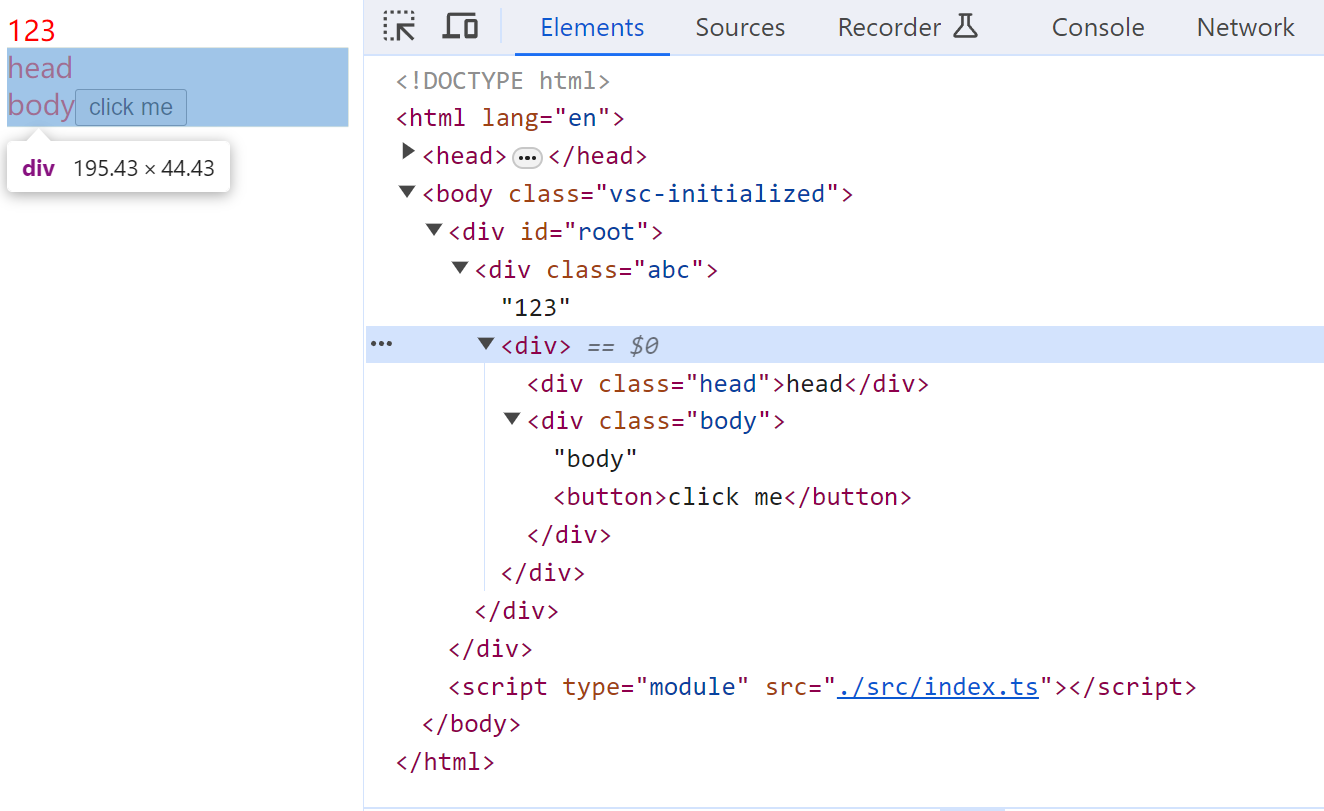 123
head
body click me
div 195.43 × 44.43
Elements Sources Recorder Console Network
<!DOCTYPE html>
<html lang="en">
<head> ••• </head>
<body class="vsc-initialized">
<div id="root">
<div class="abc">
"123"
••• <div> == $0
<div class="head">head</div>
<div class="body">
"body"
<button>click me</button>
</div>
</div>
</div>
</div>
<script type="module" src="./src/index.ts"></script>
</body>
</html>